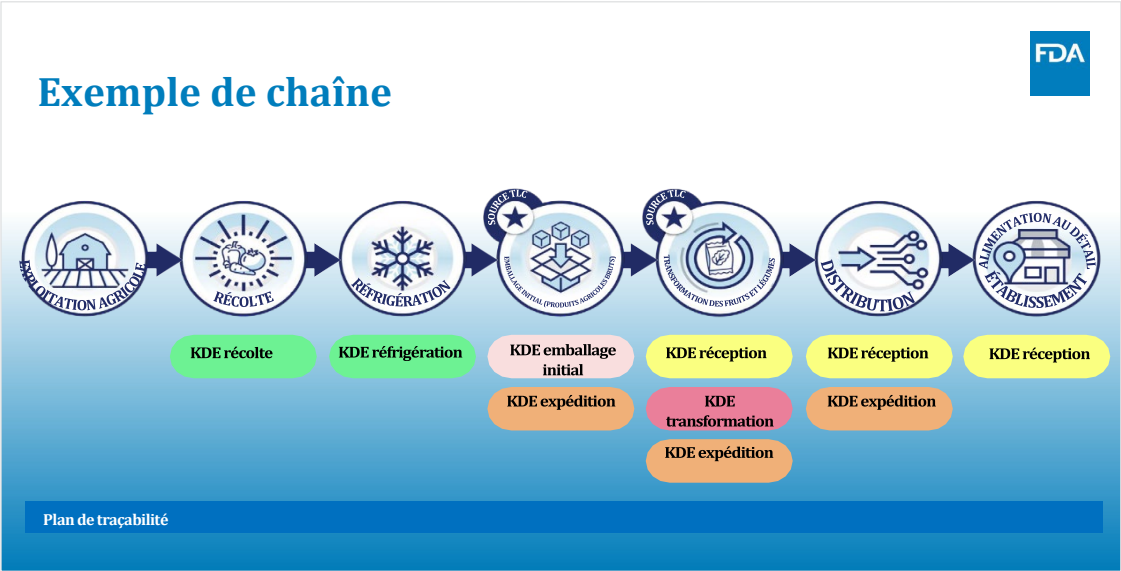 FDA
Exemple de chaîne
SOURCE TLC
SOURCE TLC
EXPLOITATION AGRICOLE
RÉCOLTE
RÉFRIGÉRATION
EMBALLAGE INITIAL (PRODUITS AGRICOLES BRUTS)
TRANSFORMATION DES FRUITS ET LÉGUMES
DISTRIBUTION
ALIMENTATION AU DÉTAIL
ÉTABLISSEMENT
KDE récolte
KDE réfrigération
KDE emballage
initial
KDE expédition
KDE réception
KDE
transformation
KDE expédition
KDE réception
KDE expédition
KDE réception
Plan de traçabilité